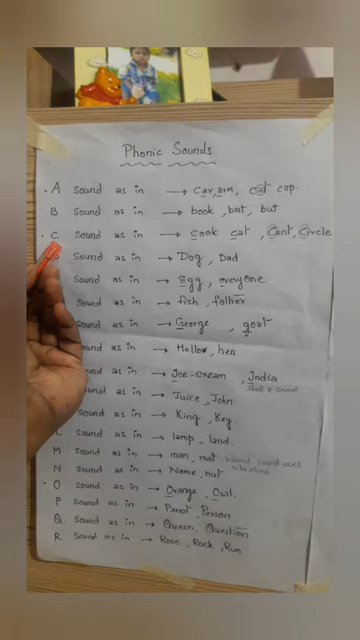 Phonic Sounds
A Sound as in → car, arm, cat cap.
B Sound as in → book, bat, but
C Sound as in → cook cat, Cent, Circle
Sound as in → Dog, Dad
Sound as in → Egg, everyone
Sound as in → fish, father
Sound as in → George, goat
Sound as in → Hello, hen
Sound as in → Ice-cream, India
Sound as in → Juice, John
Sound as in → King, Key.
L Sound as in → lamp, land.
M Sound as in → man, mat voiced sound uses
N Sound as in → Name, nut vibrations
O Sound as in → Orange, Owl.
P Sound as in → Parrot, Person
Q Sound as in → Queen, Question
R Sound as in → Rose, Rock, Run